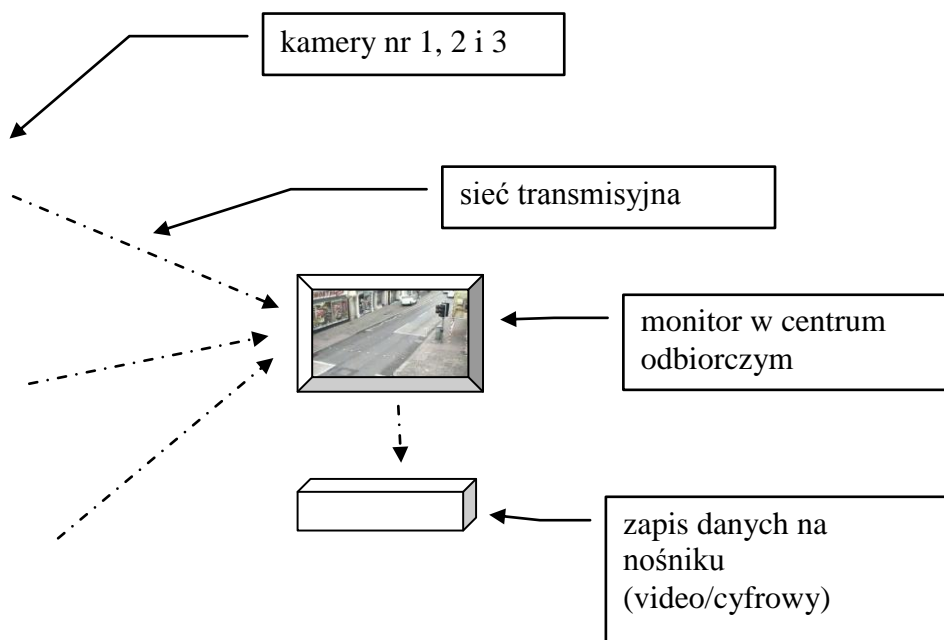 kamery nr 1, 2 i 3
sieć transmisyjna
monitor w centrum
odbiorczym
zapis danych na
nośniku
(video/cyfrowy)